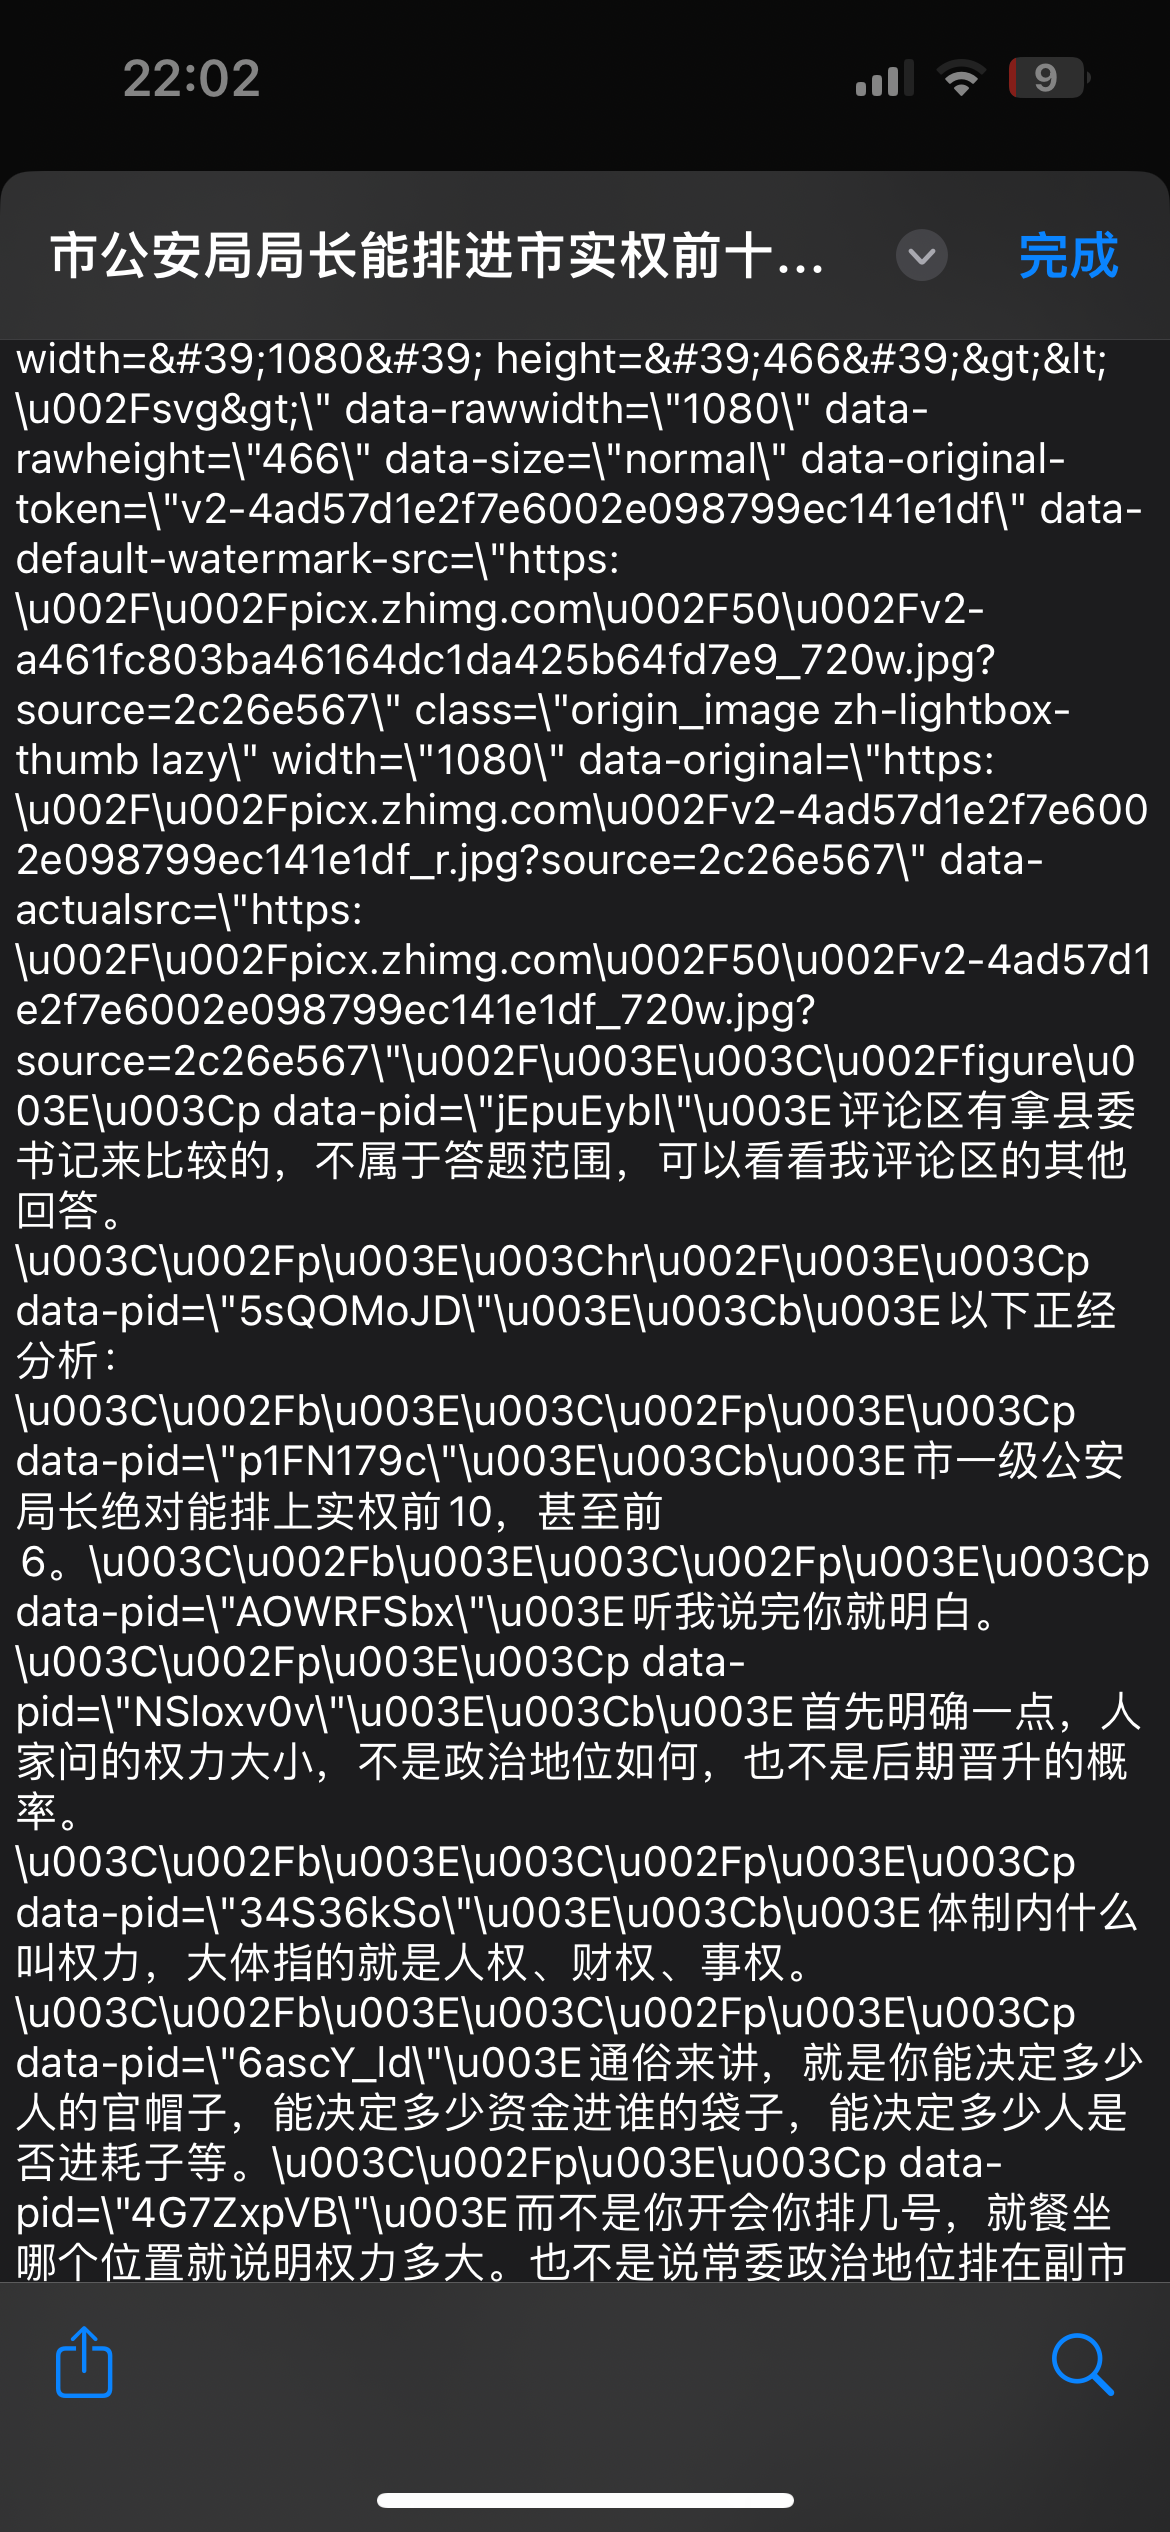 22:02
9
市公安局局长能排进市实权前十...
完成
width=&#39;1080&#39; height=&#39;466&#39;&gt;&lt;
\u002Fsvg&gt;\" data-rawwidth=\"1080\" data-
rawheight=\"466\" data-size=\"normal\" data-original-
token=\"v2-4ad57d1e2f7e6002e098799ec141e1df\" data-
default-watermark-src=\"https:
\u002F\u002Fpicx.zhimg.com\u002F50\u002Fv2-
a461fc803ba46164dc1da425b64fd7e9_720w.jpg?
source=2c26e567\" class=\"origin_image zh-lightbox-
thumb lazy\" width=\"1080\" data-original=\"https:
\u002F\u002Fpicx.zhimg.com\u002Fv2-4ad57d1e2f7e600
2e098799ec141e1df_r.jpg?source=2c26e567\" data-
actualsrc=\"https:
\u002F\u002Fpicx.zhimg.com\u002F50\u002Fv2-4ad57d1
e2f7e6002e098799ec141e1df_720w.jpg?
source=2c26e567\"\u002F\u003E\u003C\u002Ffigure\u0
03E\u003Cp data-pid=\"jEpuEybl\"\u003E评论区有拿县委
书记来比较的，不属于答题范围，可以看看我评论区的其他
回答。
\u003C\u002Fp\u003E\u003Chr\u002F\u003E\u003Cp
data-pid=\"5sQOMoJD\"\u003E\u003Cb\u003E以下正经
分析：
\u003C\u002Fb\u003E\u003C\u002Fp\u003E\u003Cp
data-pid=\"p1FN179c\"\u003E\u003Cb\u003E市一级公安
局长绝对能排上实权前10，甚至前
6。\u003C\u002Fb\u003E\u003C\u002Fp\u003E\u003Cp
data-pid=\"AOWRFSbx\"\u003E听我说完你就明白。
\u003C\u002Fp\u003E\u003Cp data-
pid=\"NSloxv0v\"\u003E\u003Cb\u003E首先明确一点，人
家问的权力大小，不是政治地位如何，也不是后期晋升的概
率。
\u003C\u002Fb\u003E\u003C\u002Fp\u003E\u003Cp
data-pid=\"34S36kSo\"\u003E\u003Cb\u003E体制内什么
叫权力，大体指的就是人权、财权、事权。
\u003C\u002Fb\u003E\u003C\u002Fp\u003E\u003Cp
data-pid=\"6ascY_ld\"\u003E通俗来讲，就是你能决定多少
人的官帽子，能决定多少资金进谁的袋子，能决定多少人是
否进耗子等。\u003C\u002Fp\u003E\u003Cp data-
pid=\"4G7ZxpVB\"\u003E而不是你开会你排几号，就餐坐
哪个位置就说明权力多大。也不是说常委政治地位排在副市